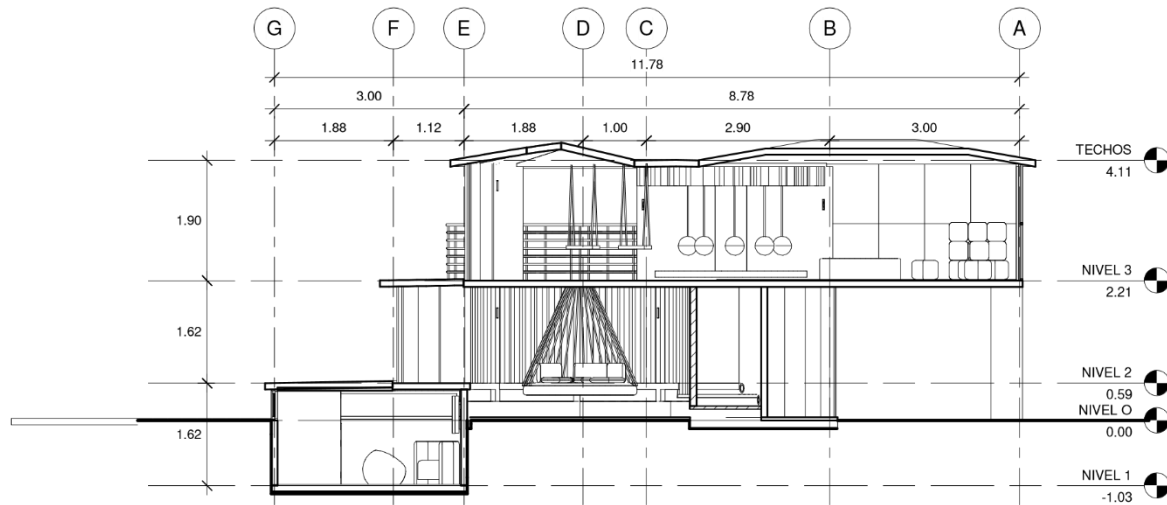 G F E D C B A
11.78
3.00 8.78
1.88 1.12 1.88 1.00 2.90 3.00
TECHOS
4.11
1.90
NIVEL 3
2.21
1.62
NIVEL 2
0.59
NIVEL O
0.00
1.62
NIVEL 1
-1.03